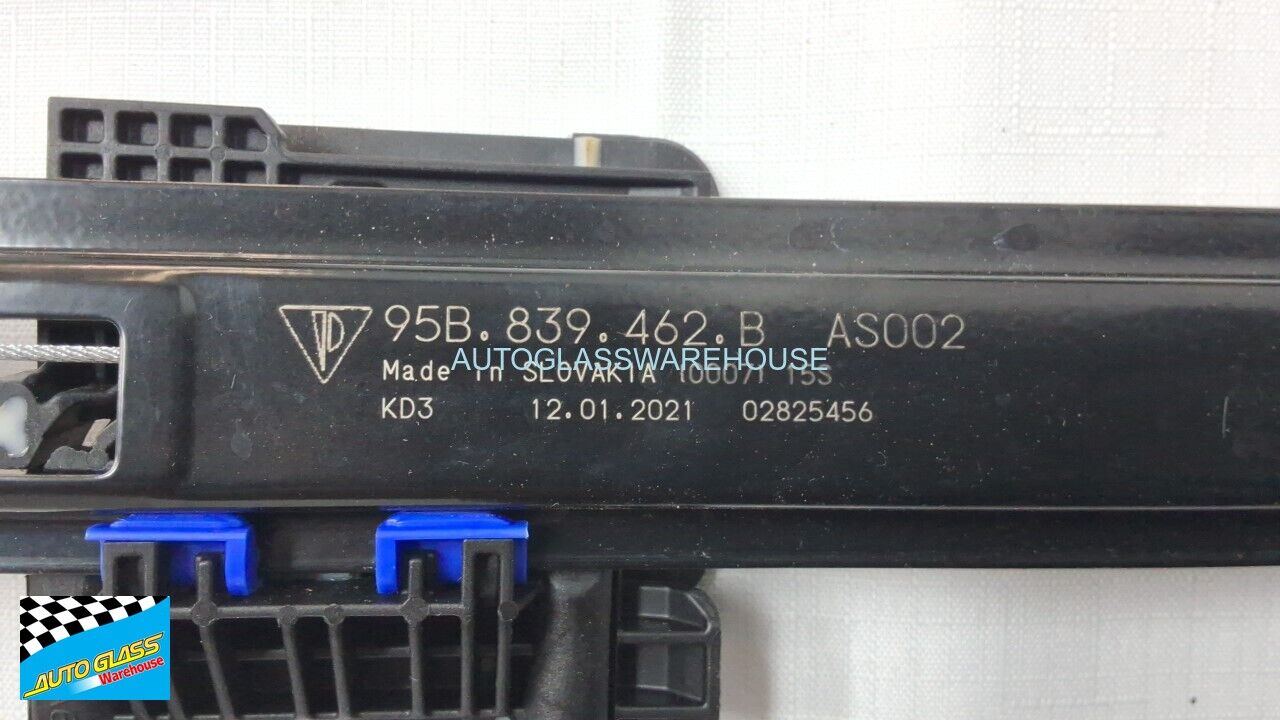 95B.839.462.B AS002
AUTOGLASSWAREHOUSE
Made in SLOVAKIA
KD3 12.01.2021 02825456
AUTO GLASS
Warehouse